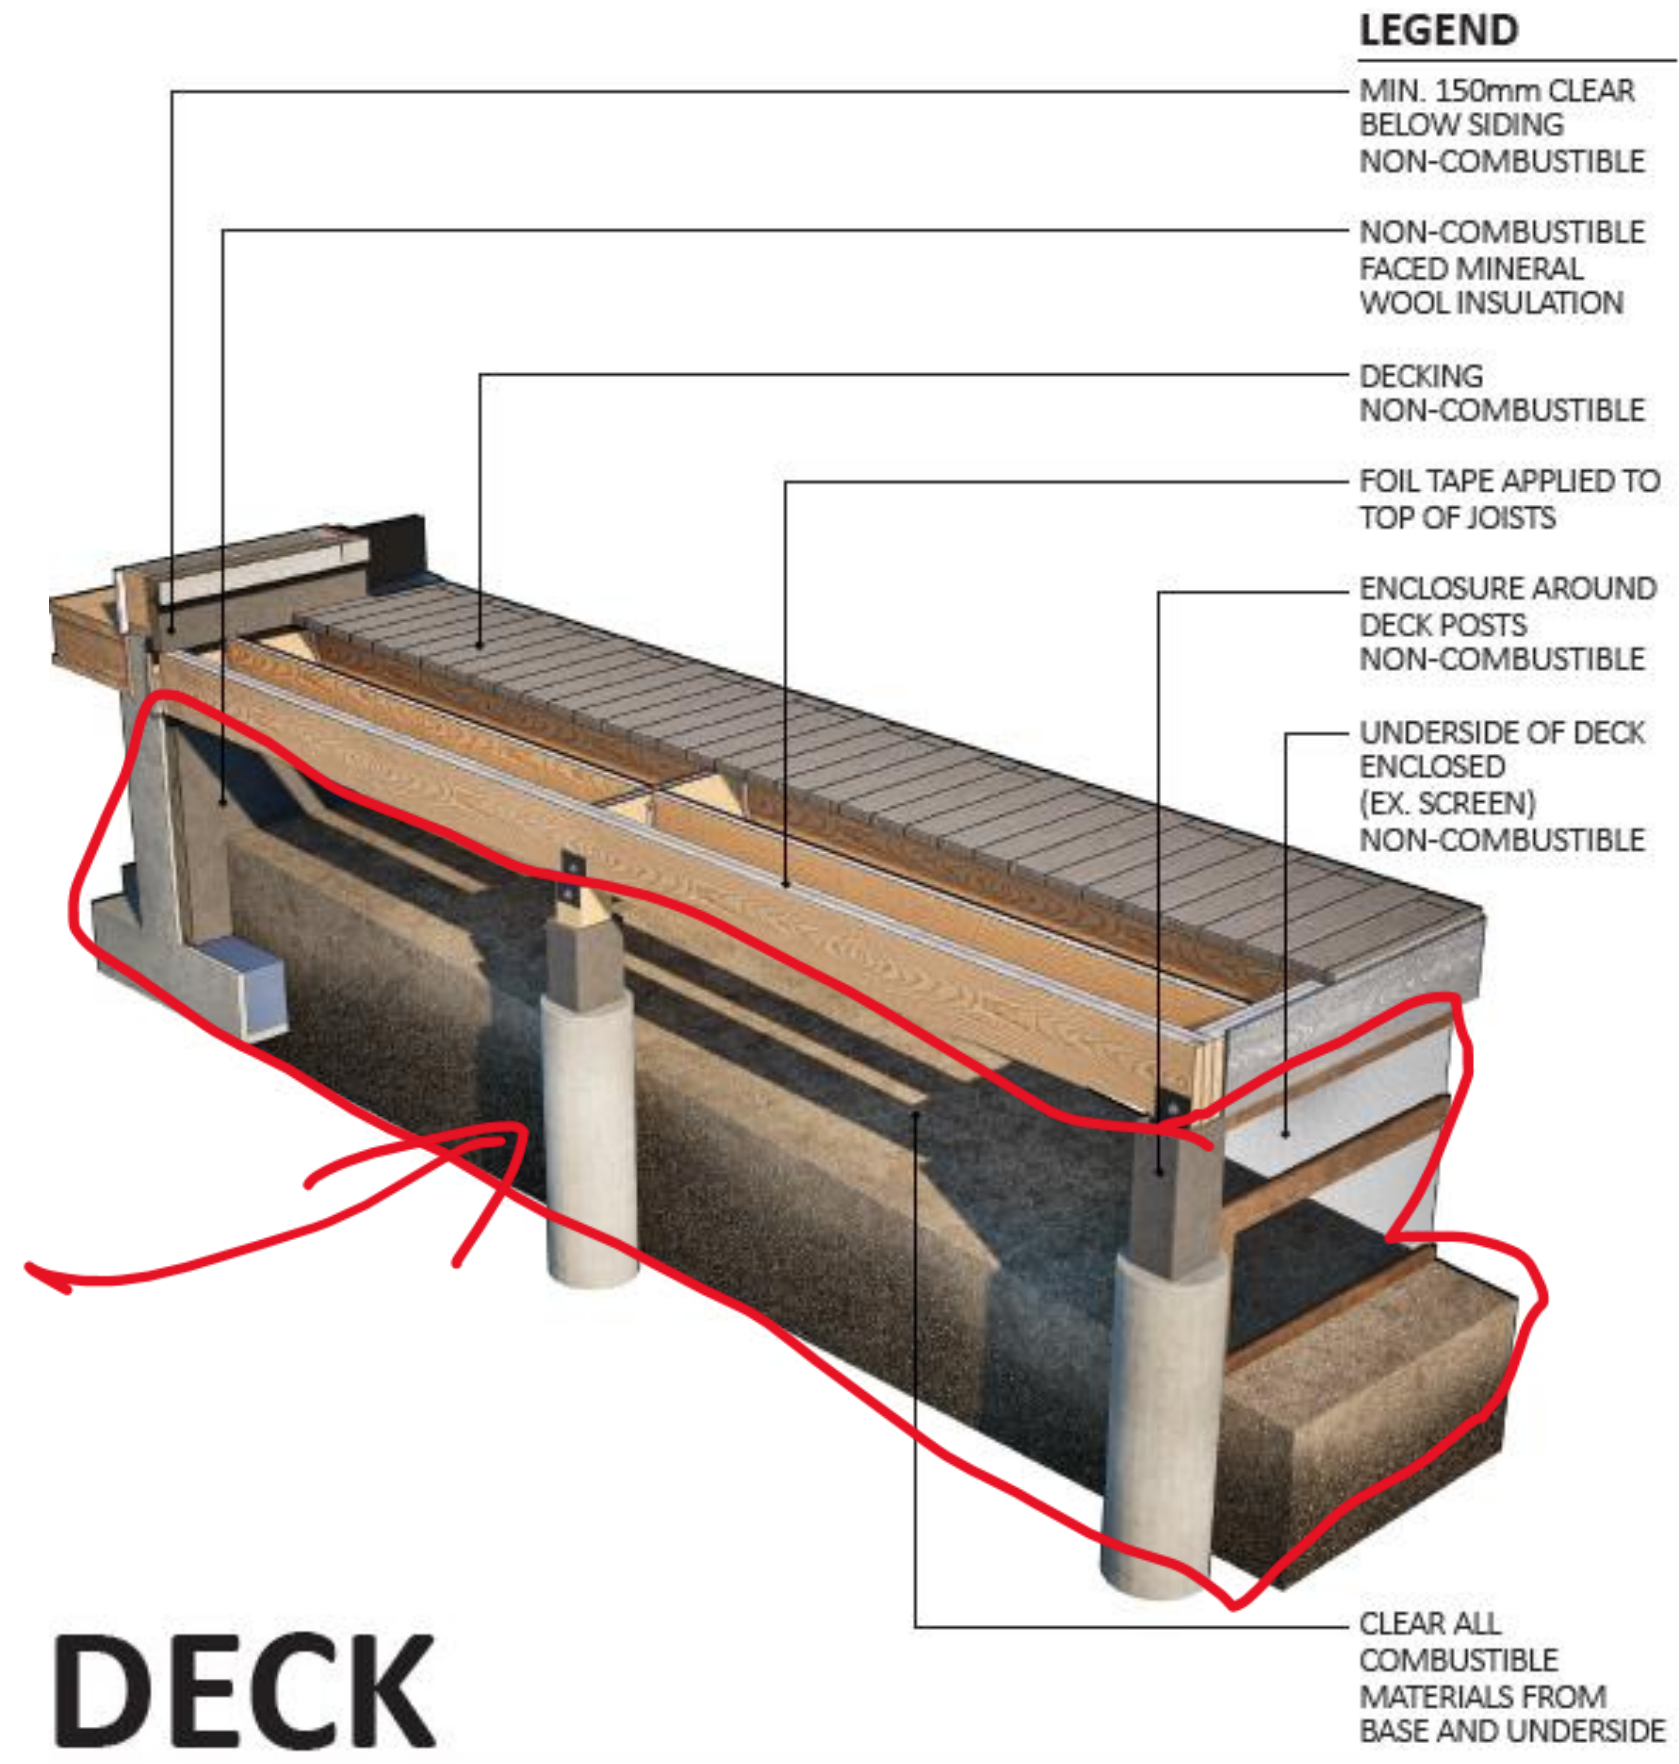 LEGEND
MIN. 150mm CLEAR
BELOW SIDING
NON-COMBUSTIBLE
NON-COMBUSTIBLE
FACED MINERAL
WOOL INSULATION
DECKING
NON-COMBUSTIBLE
FOIL TAPE APPLIED TO
TOP OF JOISTS
ENCLOSURE AROUND
DECK POSTS
NON-COMBUSTIBLE
UNDERSIDE OF DECK
ENCLOSED
(EX. SCREEN)
NON-COMBUSTIBLE
CLEAR ALL
COMBUSTIBLE
MATERIALS FROM
BASE AND UNDERSIDE
DECK